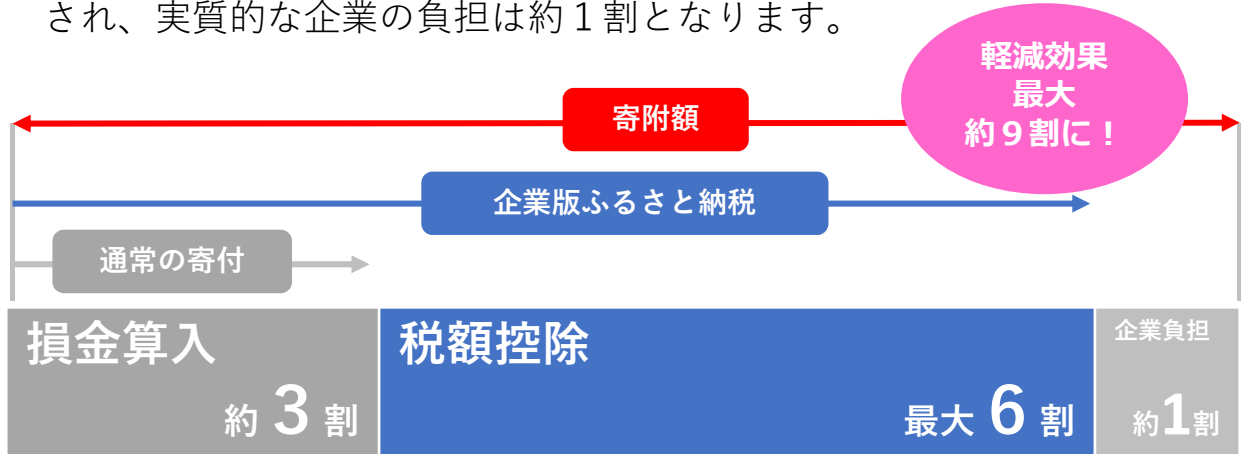 され、実質的な企業の負担は約１割となります。
軽減効果
最大
約９割に！
寄附額
企業版ふるさと納税
通常の寄付
損金算入
約 3 割
税額控除
最大 6 割
企業負担
約1割